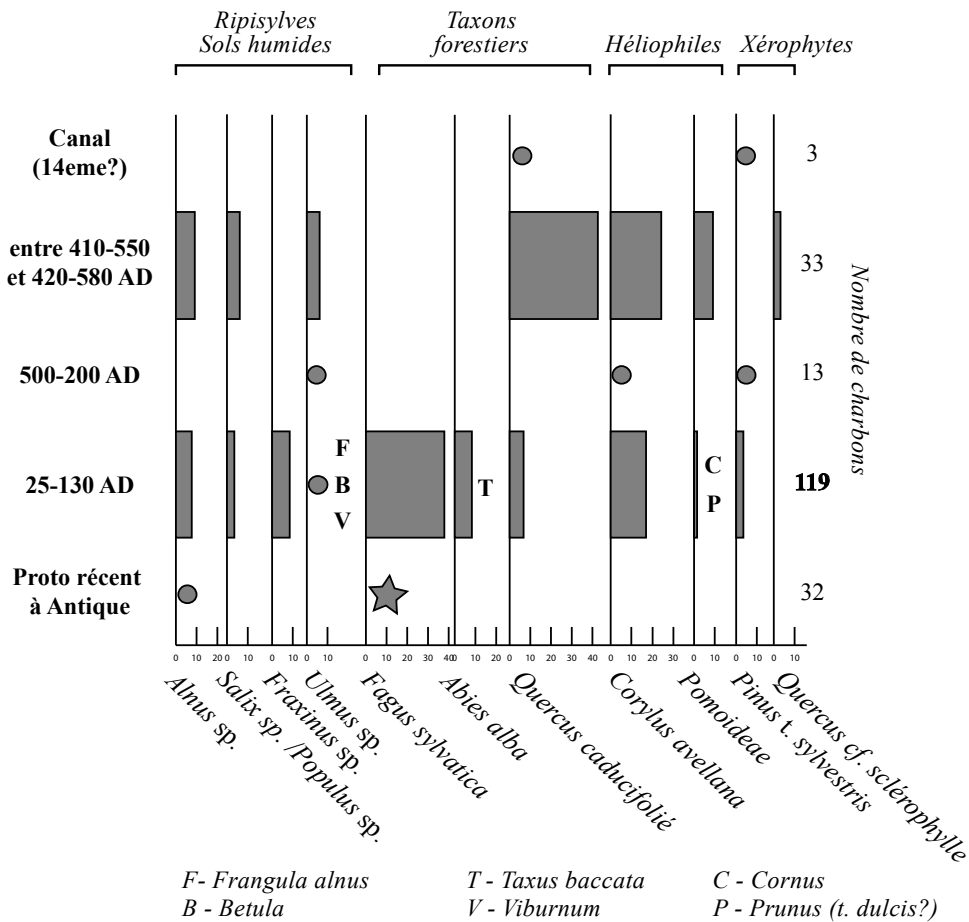 Ripisylves
Sols humides
Taxons
forestiers
Héliophiles
Xérophytes
Canal
(14eme?)
3
entre 410-550
et 420-580 AD
33
500-200 AD
13
25-130 AD
F
B
V
T
C
P
119
Proto récent
à Antique
32
Nombre de charbons
0 10 20
0 10
0 10
0 10
0 10 20 30 40
0 10 20
0 10 20 30 40
0 10 20 30
0 10 20
0 10
0 10
Alnus sp.
Salix sp. /Populus sp.
Fraxinus sp.
Ulmus sp.
Fagus sylvatica
Abies alba
Quercus caducifolié
Corylus avellana
Pomoideae
Pinus t. sylvestris
Quercus cf. sclérophylle
F- Frangula alnus
T - Taxus baccata
C - Cornus
B - Betula
V - Viburnum
P - Prunus (t. dulcis?)